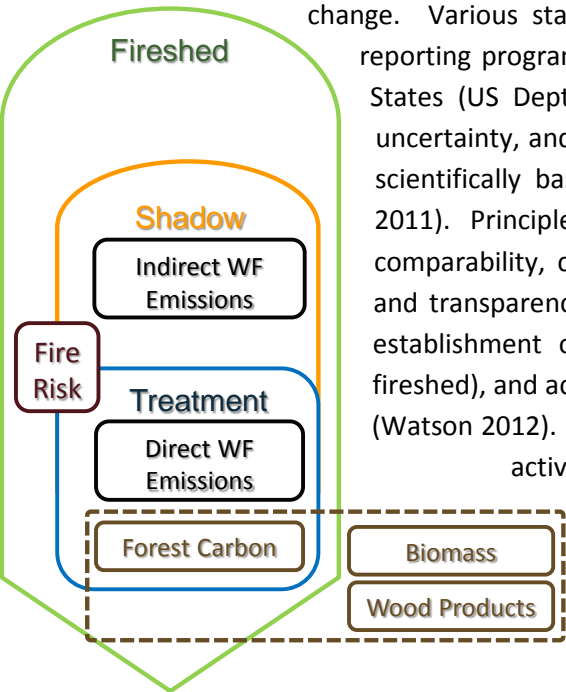 change. Various sta
reporting progran
States (US Dept
uncertainty, and
scientifically ba
2011). Principle
comparability, c
and transparenc
establishment o
fireshed), and ac
(Watson 2012).
activ
Fireshed
Shadow
Indirect WF
Emissions
Fire
Risk
Treatment
Direct WF
Emissions
Forest Carbon
Biomass
Wood Products